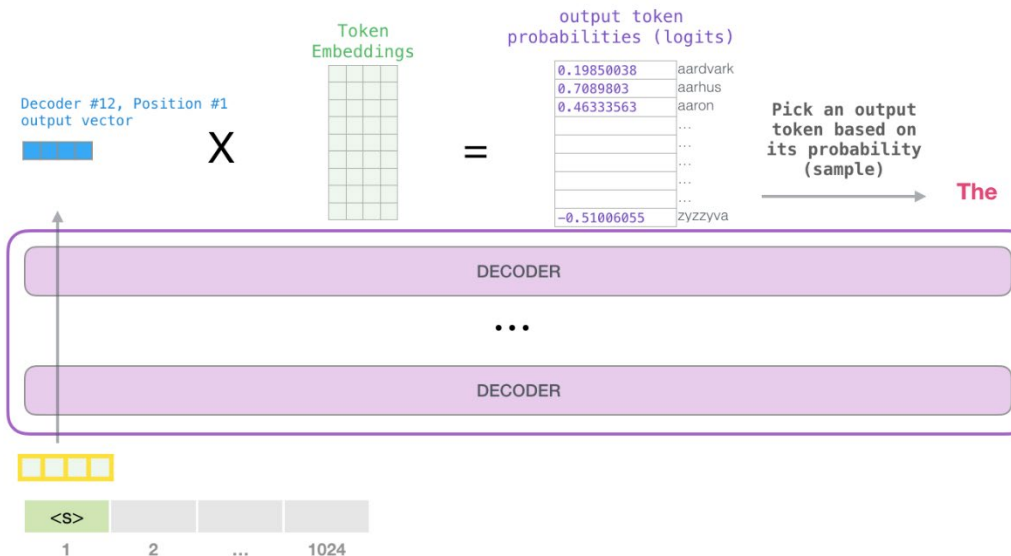 Token
Embeddings
output token
probabilities (logits)
Decoder #12, Position #1
output vector
X
=
0.19850038 aardvark
0.7089803 aarhus
0.46333563 aaron
...
...
...
...
...
-0.51006055 zyzzyva
Pick an output
token based on
its probability
(sample)
The
DECODER
...
DECODER
<s>
1 2 ... 1024